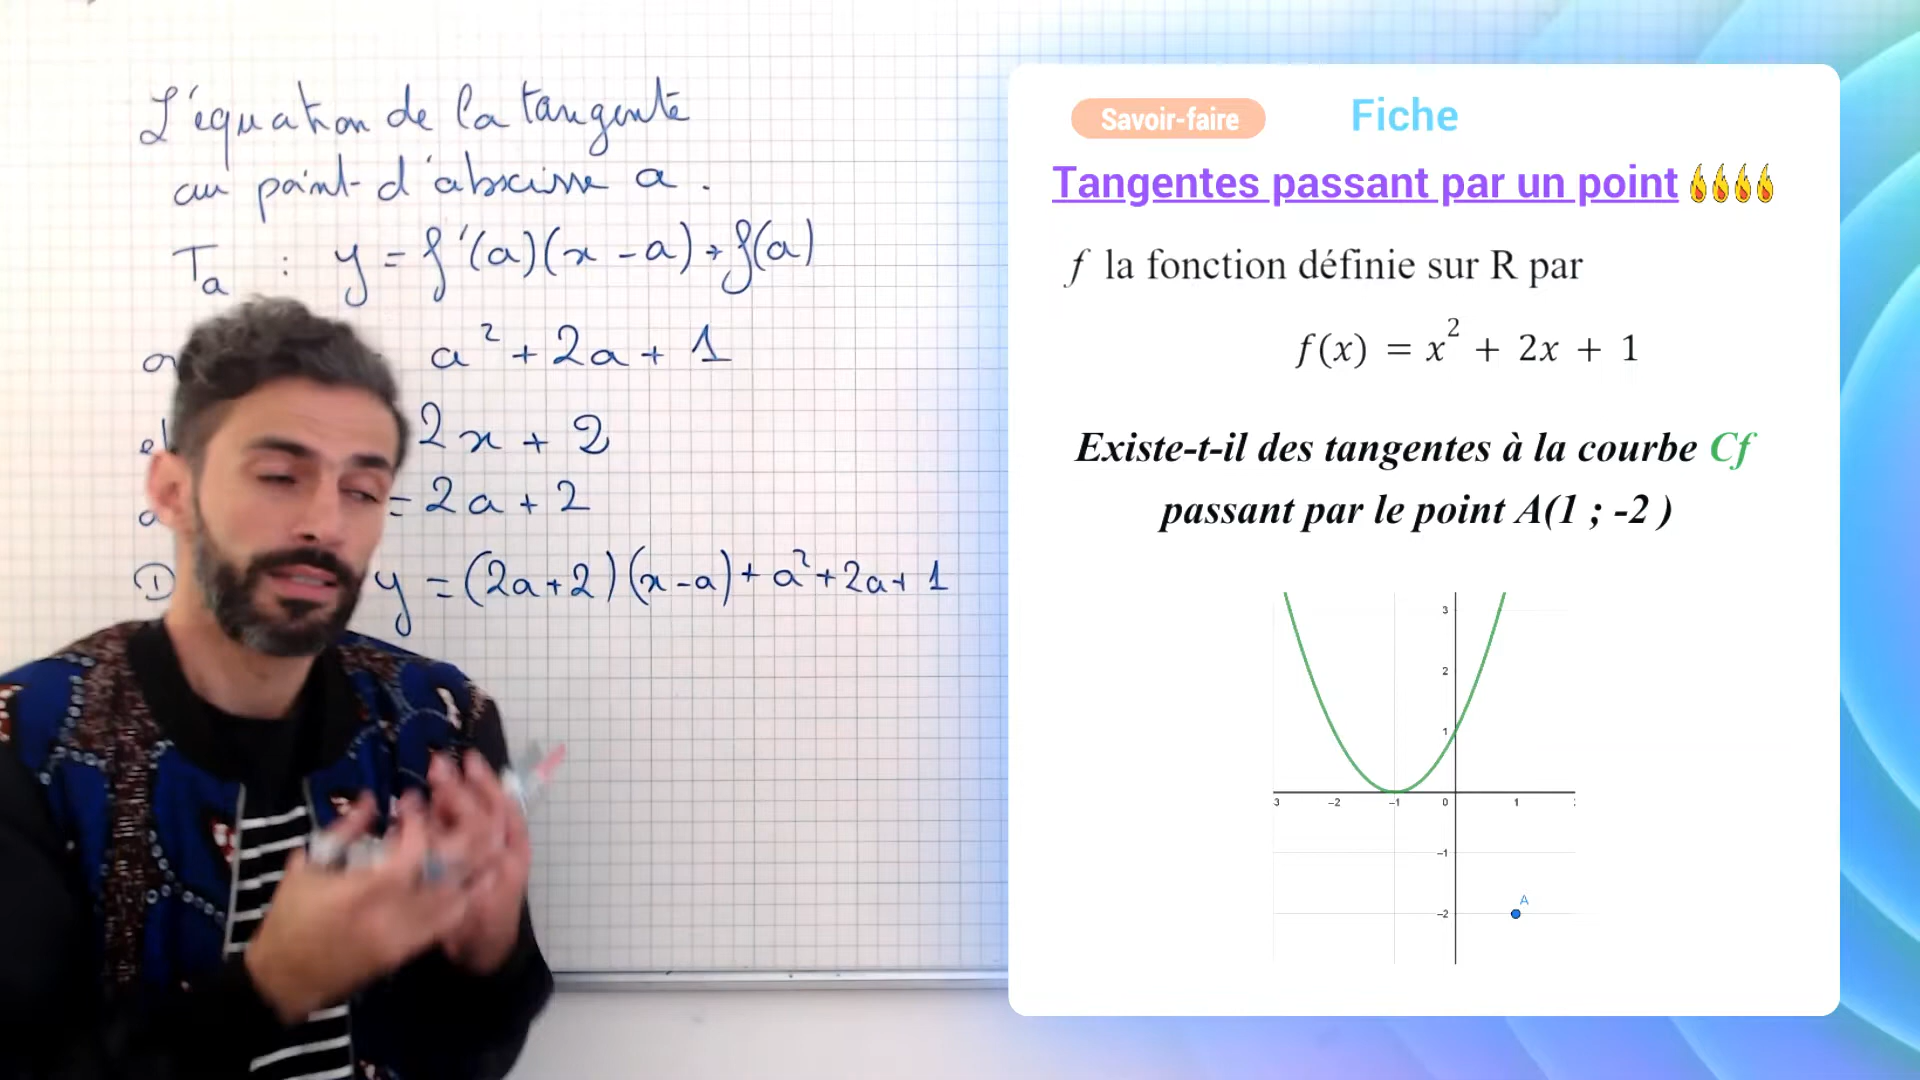 L'équation de la tangente
au point d'abscisse a.
Ta : y = f'(a)(x - a) + f(a)
a² + 2a + 1
2x + 2
= 2a + 2
y = (2a+2)(x-a) + a² + 2a + 1
Savoir-faire
Fiche
Tangentes passant par un point
f la fonction définie sur R par
f(x) = x² + 2x + 1
Existe-t-il des tangentes à la courbe Cf
passant par le point A(1 ; -2 )
3
2
1
3 -2 -1 0 1
-1
A
-2